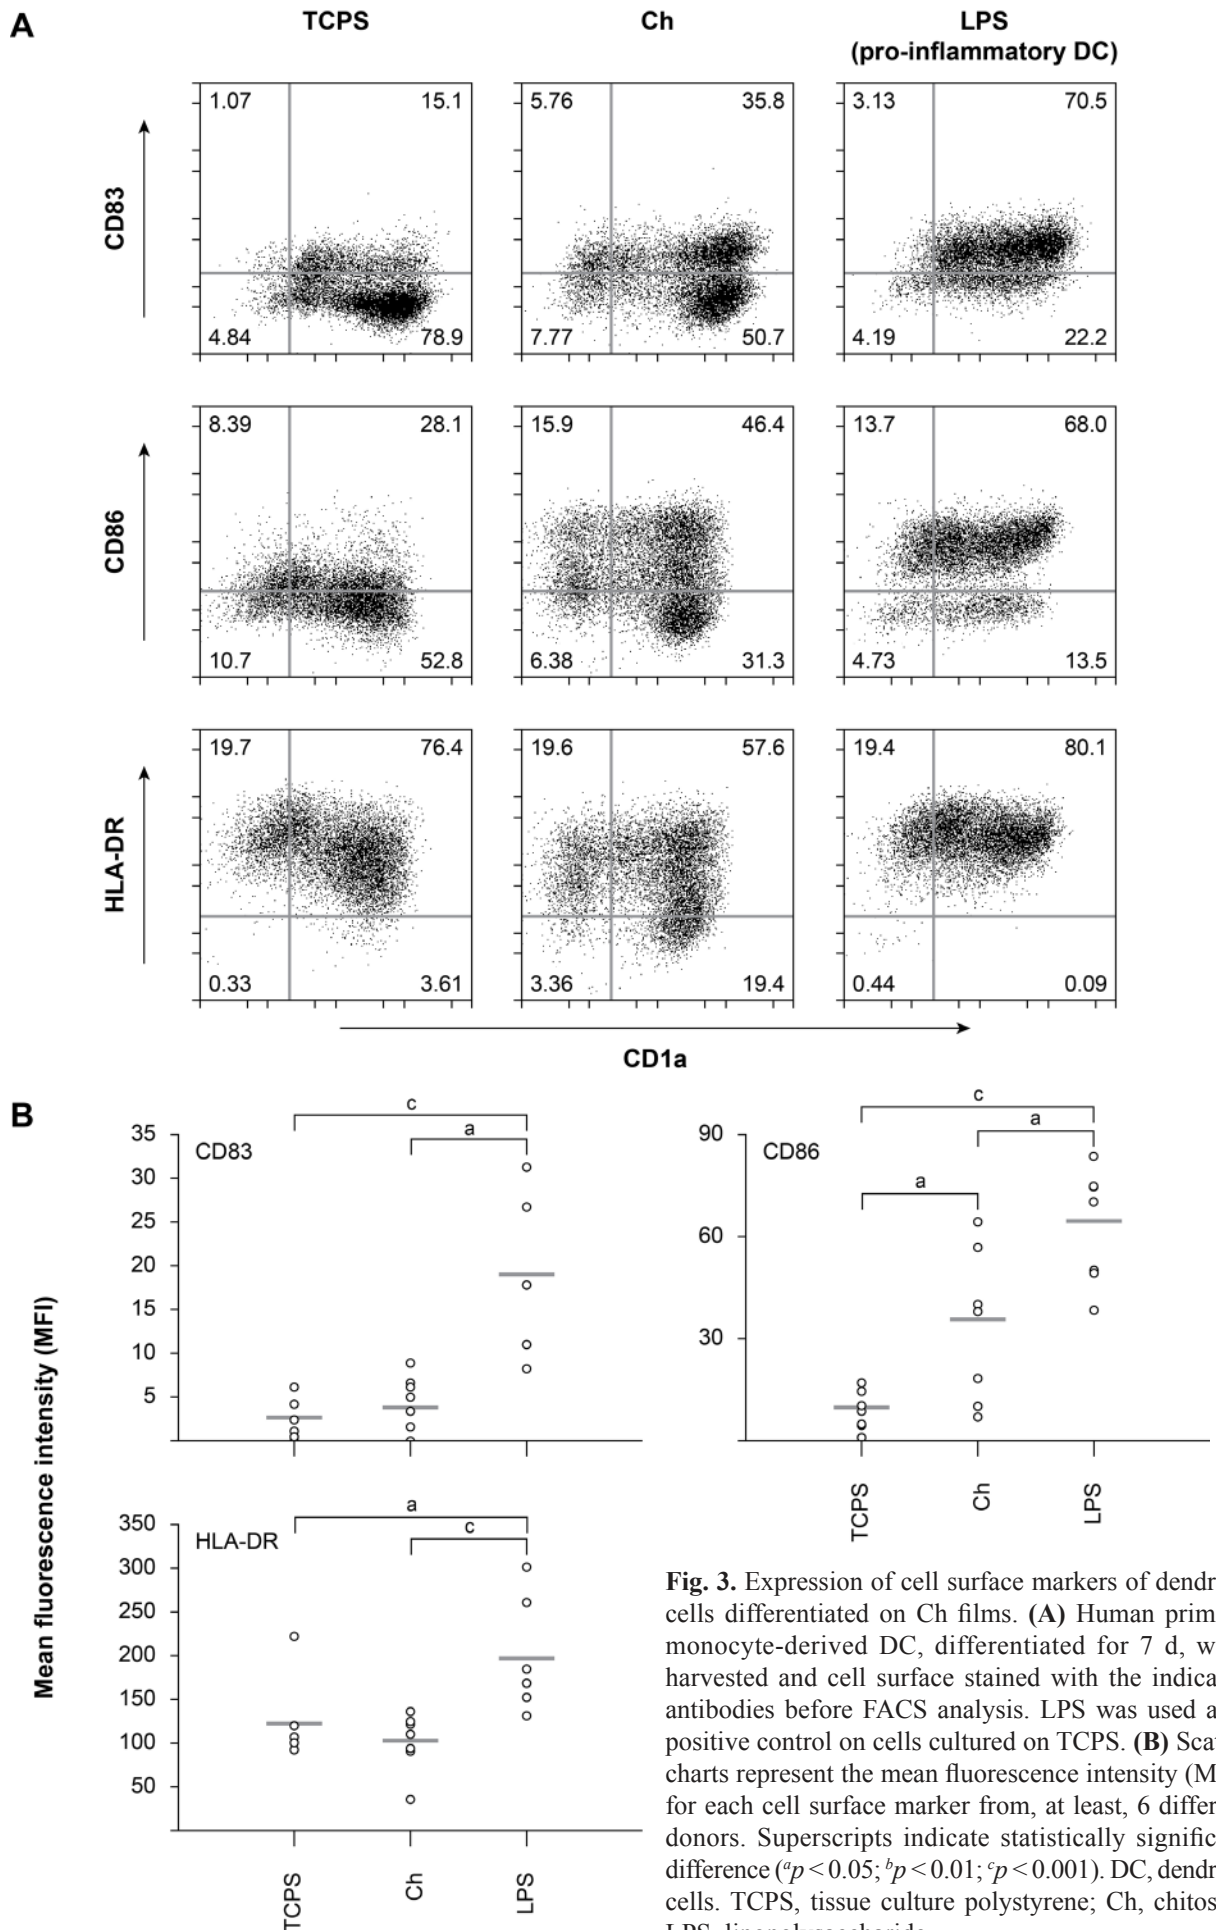 A
TCPS
Ch
LPS
(pro-inflammatory DC)
1.07
15.1
5.76
35.8
3.13
70.5
CD83
4.84
78.9
7.77
50.7
4.19
22.2
8.39
28.1
15.9
46.4
13.7
68.0
CD86
10.7
52.8
6.38
31.3
4.73
13.5
19.7
76.4
19.6
57.6
19.4
80.1
HLA-DR
0.33
3.61
3.36
19.4
0.44
0.09
CD1a
B
Mean fluorescence intensity (MFI)
c
a
35
CD83
30
25
20
15
10
5
c
a
a
90
CD86
60
30
TCPS
Ch
LPS
a
c
350
HLA-DR
300
250
200
150
100
50
TCPS
Ch
LPS
Fig. 3. Expression of cell surface markers of dendr
cells differentiated on Ch films. (A) Human prim
monocyte-derived DC, differentiated for 7 d, w
harvested and cell surface stained with the indica
antibodies before FACS analysis. LPS was used a
positive control on cells cultured on TCPS. (B) Sca
charts represent the mean fluorescence intensity (M
for each cell surface marker from, at least, 6 differ
donors. Superscripts indicate statistically signific
difference (ᵃp < 0.05; ᵇp < 0.01; ᶜp < 0.001). DC, dendr
cells. TCPS, tissue culture polystyrene; Ch, chitos